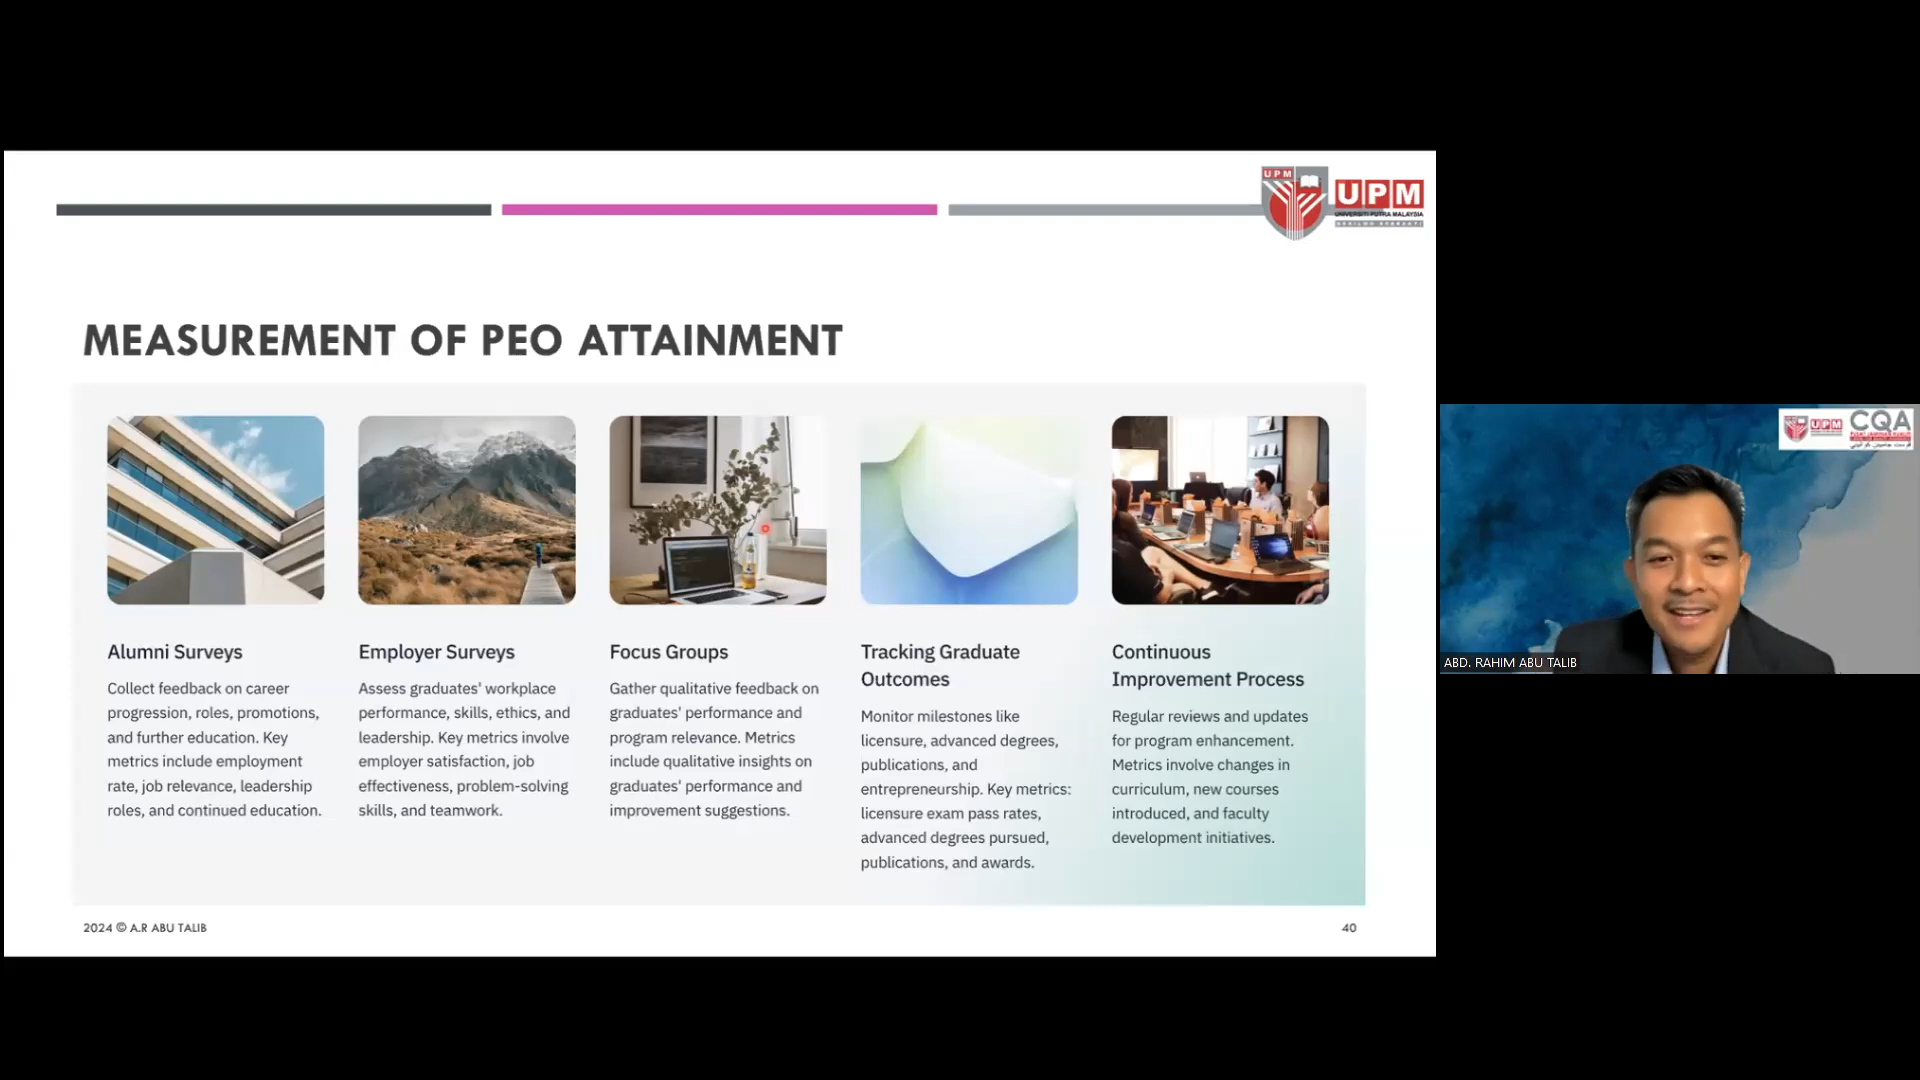 UPM
UPM
UNIVERSITI PUTRA MALAYSIA
BERILMU BERBAKTI
MEASUREMENT OF PEO ATTAINMENT
Alumni Surveys
Collect feedback on career
progression, roles, promotions,
and further education. Key
metrics include employment
rate, job relevance, leadership
roles, and continued education.
Employer Surveys
Assess graduates' workplace
performance, skills, ethics, and
leadership. Key metrics involve
employer satisfaction, job
effectiveness, problem-solving
skills, and teamwork.
Focus Groups
Gather qualitative feedback on
graduates' performance and
program relevance. Metrics
include qualitative insights on
graduates' performance and
improvement suggestions.
Tracking Graduate
Outcomes
Monitor milestones like
licensure, advanced degrees,
publications, and
entrepreneurship. Key metrics:
licensure exam pass rates,
advanced degrees pursued,
publications, and awards.
Continuous
Improvement Process
Regular reviews and updates
for program enhancement.
Metrics involve changes in
curriculum, new courses
introduced, and faculty
development initiatives.
2024 © A.R ABU TALIB
40
UPM
CQA
ABD. RAHIM ABU TALIB